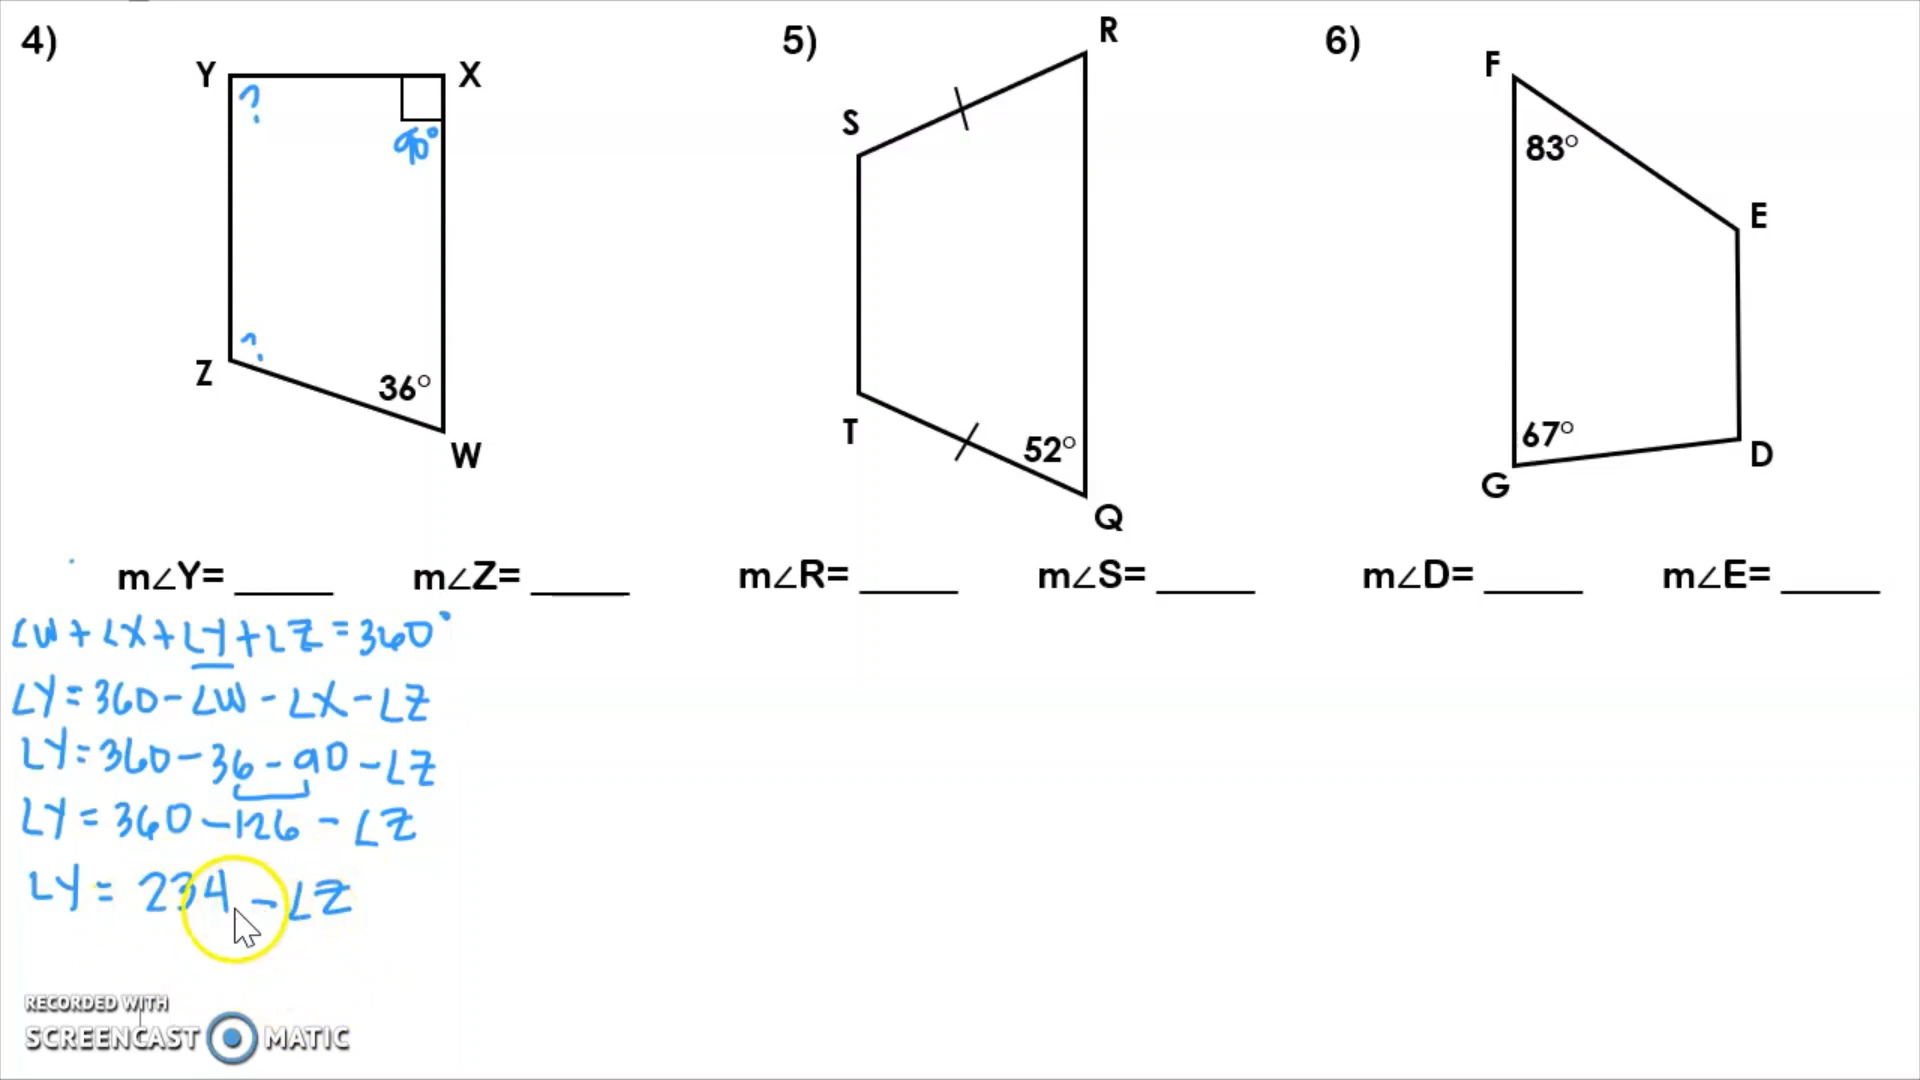 4)
Y
X
?
90°
?
Z
36°
W
m∠Y= _____
m∠Z= _____
∠W + ∠X + ∠Y + ∠Z = 360°
∠Y = 360 - ∠W - ∠X - ∠Z
∠Y = 360 - 36 - 90 - ∠Z
∠Y = 360 - 126 - ∠Z
∠Y = 234 - ∠Z
5)
R
S
T
52°
Q
m∠R= _____
m∠S= _____
6)
F
83°
E
67°
D
G
m∠D= _____
m∠E= _____
RECORDED WITH
SCREENCAST MATIC